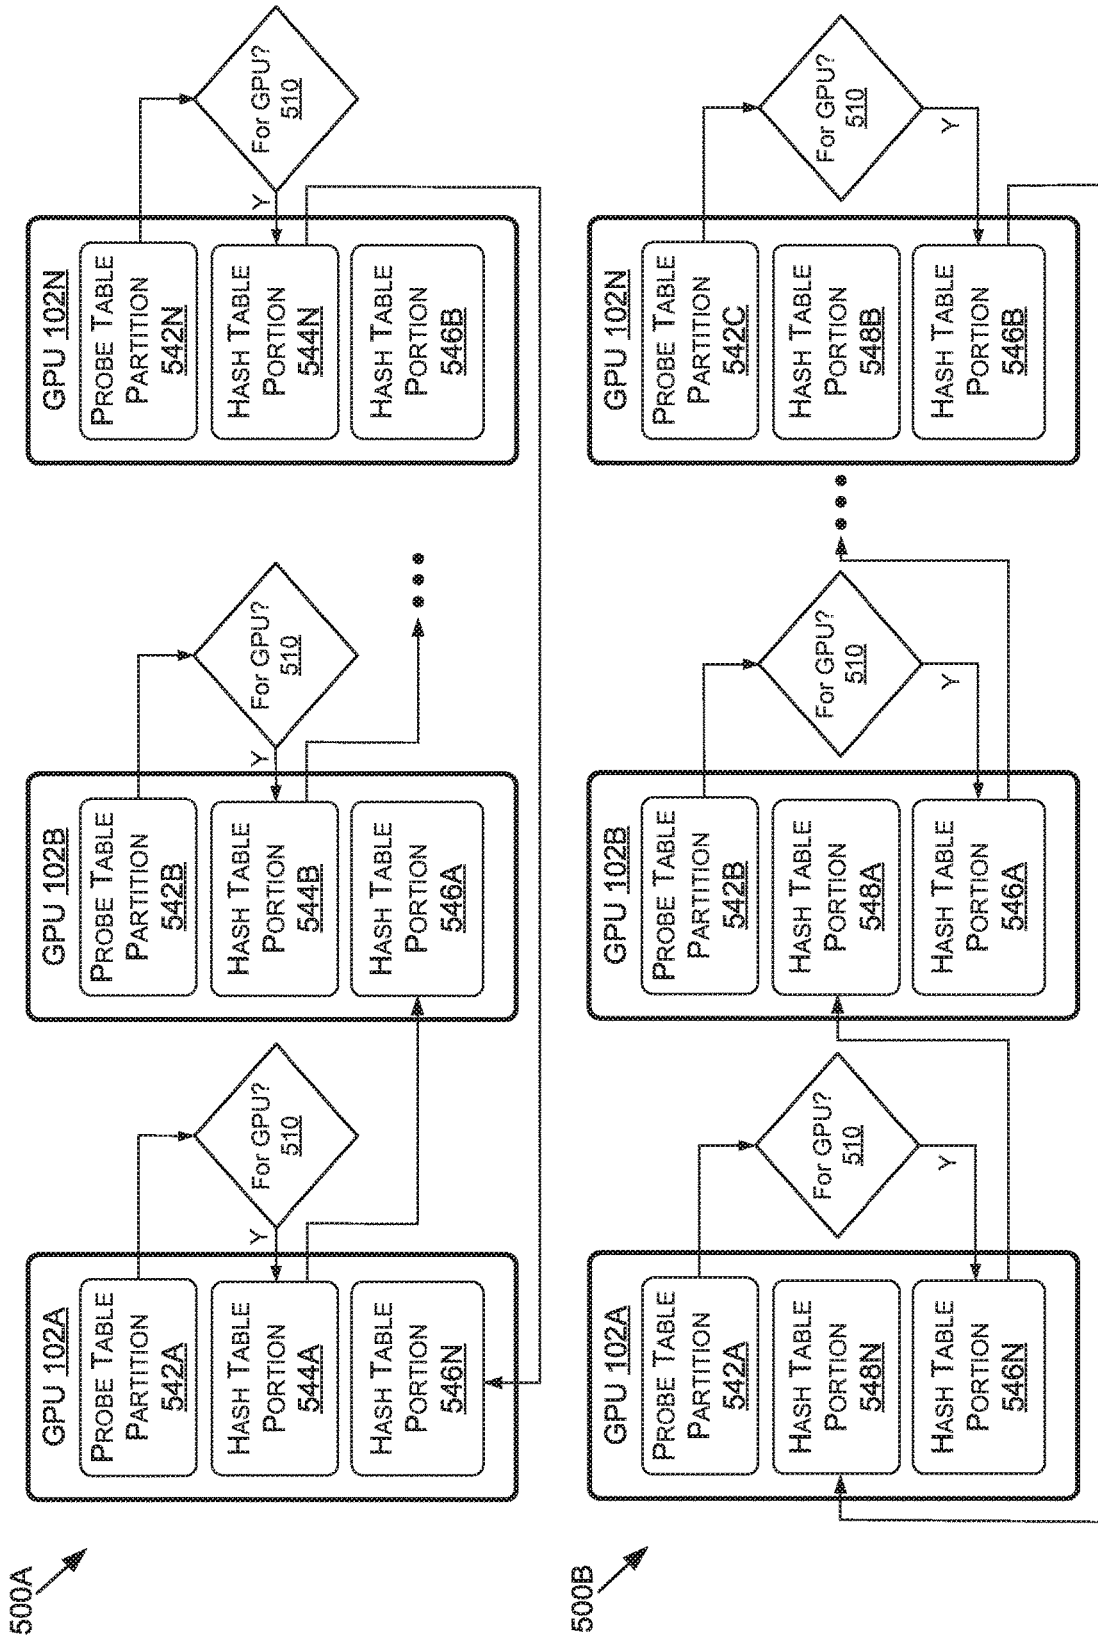 500A
GPU 102A
PROBE TABLE
PARTITION
542A
HASH TABLE
PORTION
544A
HASH TABLE
PORTION
546N
For GPU?
510
Y
GPU 102B
PROBE TABLE
PARTITION
542B
HASH TABLE
PORTION
544B
HASH TABLE
PORTION
546A
For GPU?
510
Y
GPU 102N
PROBE TABLE
PARTITION
542N
HASH TABLE
PORTION
544N
HASH TABLE
PORTION
546B
For GPU?
510
Y
500B
GPU 102A
PROBE TABLE
PARTITION
542A
HASH TABLE
PORTION
548N
HASH TABLE
PORTION
546N
For GPU?
510
Y
GPU 102B
PROBE TABLE
PARTITION
542B
HASH TABLE
PORTION
548A
HASH TABLE
PORTION
546A
For GPU?
510
Y
GPU 102N
PROBE TABLE
PARTITION
542C
HASH TABLE
PORTION
548B
HASH TABLE
PORTION
546B
For GPU?
510
Y